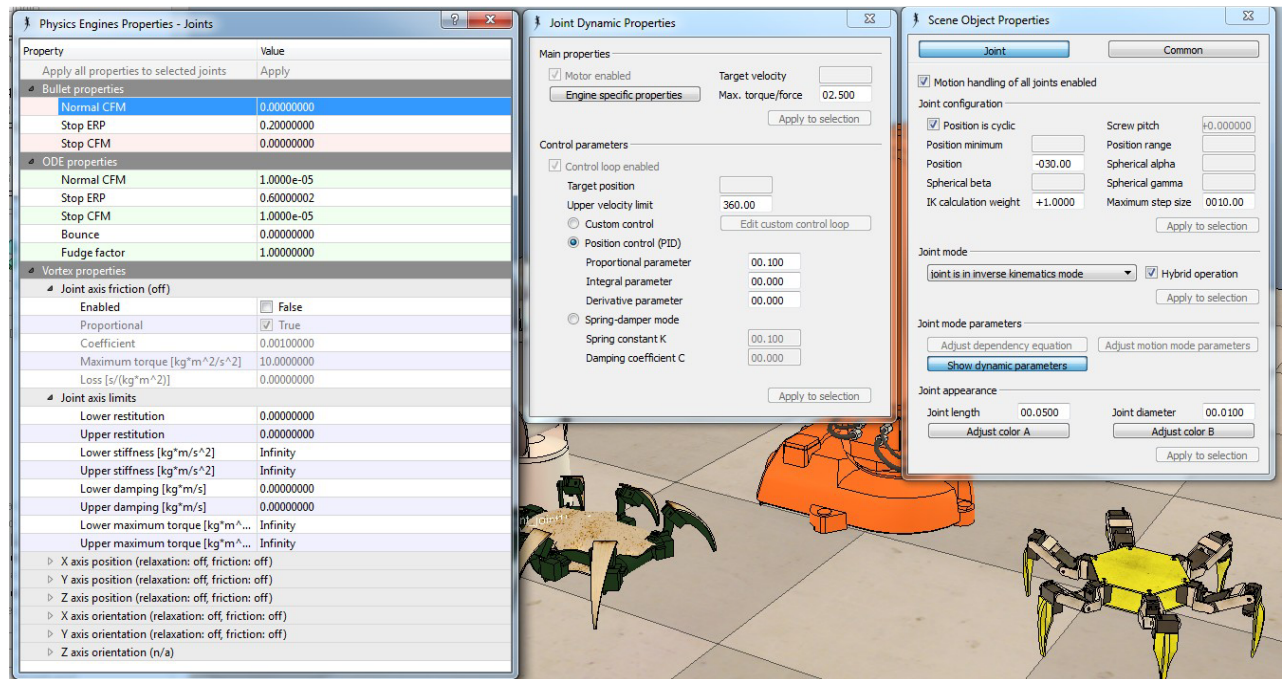 Physics Engines Properties - Joints
Property Value
Apply all properties to selected joints Apply
Bullet properties
Normal CFM 0.00000000
Stop ERP 0.20000000
Stop CFM 0.00000000
ODE properties
Normal CFM 1.0000e-05
Stop ERP 0.60000002
Stop CFM 1.0000e-05
Bounce 0.00000000
Fudge factor 1.00000000
Vortex properties
Joint axis friction (off)
Enabled False
Proportional True
Coefficient 0.00100000
Maximum torque [kg*m^2/s^2] 10.0000000
Loss [s/(kg*m^2)] 0.00000000
Joint axis limits
Lower restitution 0.00000000
Upper restitution 0.00000000
Lower stiffness [kg*m/s^2] Infinity
Upper stiffness [kg*m/s^2] Infinity
Lower damping [kg*m/s] 0.00000000
Upper damping [kg*m/s] 0.00000000
Lower maximum torque [kg*m^... Infinity
Upper maximum torque [kg*m^... Infinity
X axis position (relaxation: off, friction: off)
Y axis position (relaxation: off, friction: off)
Z axis position (relaxation: off, friction: off)
X axis orientation (relaxation: off, friction: off)
Y axis orientation (relaxation: off, friction: off)
Z axis orientation (n/a)
Joint Dynamic Properties
Main properties
Motor enabled Target velocity
Engine specific properties Max. torque/force 02.500
Apply to selection
Control parameters
Control loop enabled
Target position
Upper velocity limit 360.00
Custom control Edit custom control loop
Position control (PID)
Proportional parameter 00.100
Integral parameter 00.000
Derivative parameter 00.000
Spring-damper mode
Spring constant K 00.100
Damping coefficient C 00.000
Apply to selection
Scene Object Properties
Joint Common
Motion handling of all joints enabled
Joint configuration
Position is cyclic Screw pitch +0.000000
Position minimum Position range
Position -030.00 Spherical alpha
Spherical beta Spherical gamma
IK calculation weight +1.0000 Maximum step size 0010.00
Apply to selection
Joint mode
joint is in inverse kinematics mode Hybrid operation
Apply to selection
Joint mode parameters
Adjust dependency equation Adjust motion mode parameters
Show dynamic parameters
Joint appearance
Joint length 00.0500 Joint diameter 00.0100
Adjust color A Adjust color B
Apply to selection